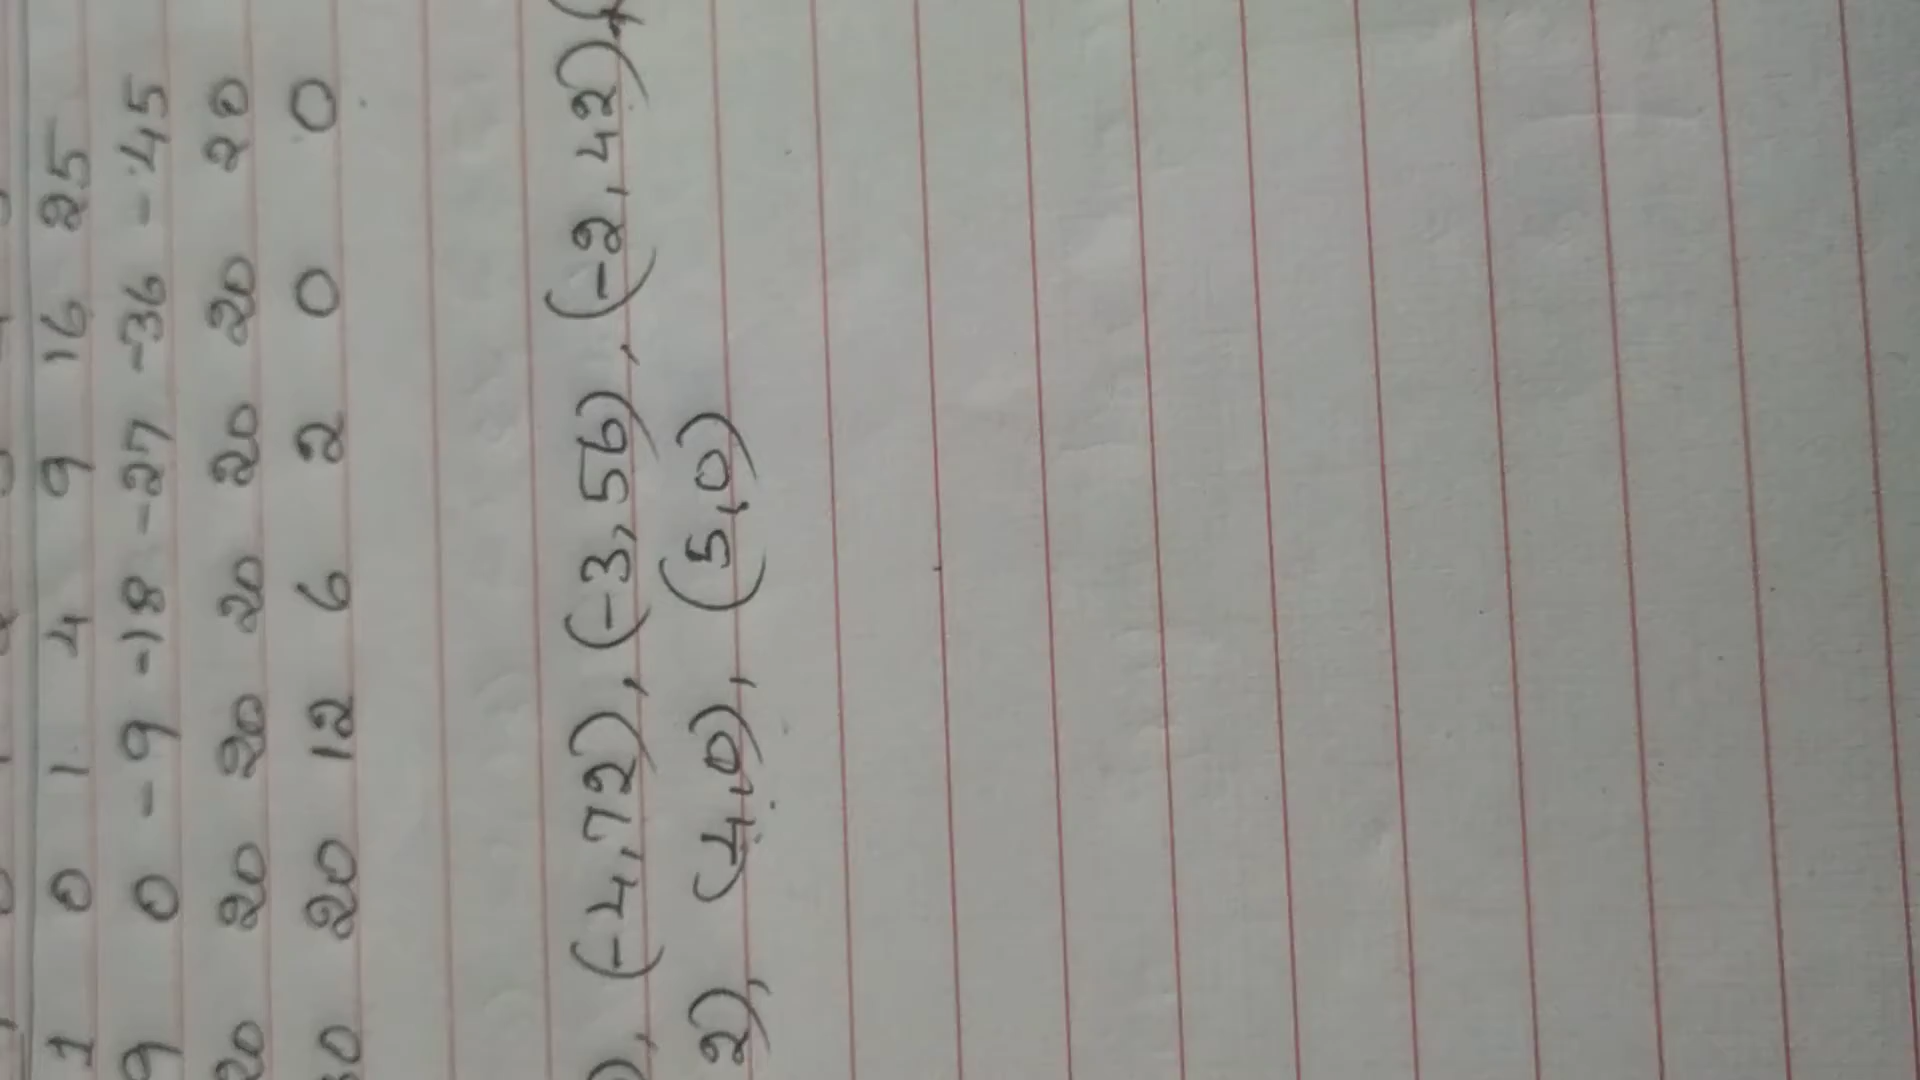 1 0 1 4 9 16 25
9 0 -9 -18 -27 -36 -45
20 20 20 20 20 20 20
30 20 12 6 2 0 0
), (-4,72), (-3,56), (-2,42),
2), (4,0), (5,0)